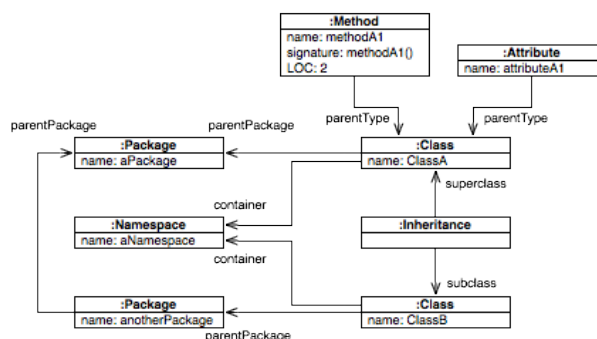 :Method
name: methodA1
signature: methodA1()
LOC: 2
:Attribute
name: attributeA1
parentPackage
parentPackage
parentType
parentType
:Package
name: aPackage
:Class
name: ClassA
superclass
container
:Namespace
name: aNamespace
:Inheritance
container
subclass
:Package
name: anotherPackage
:Class
name: ClassB
parentPackage